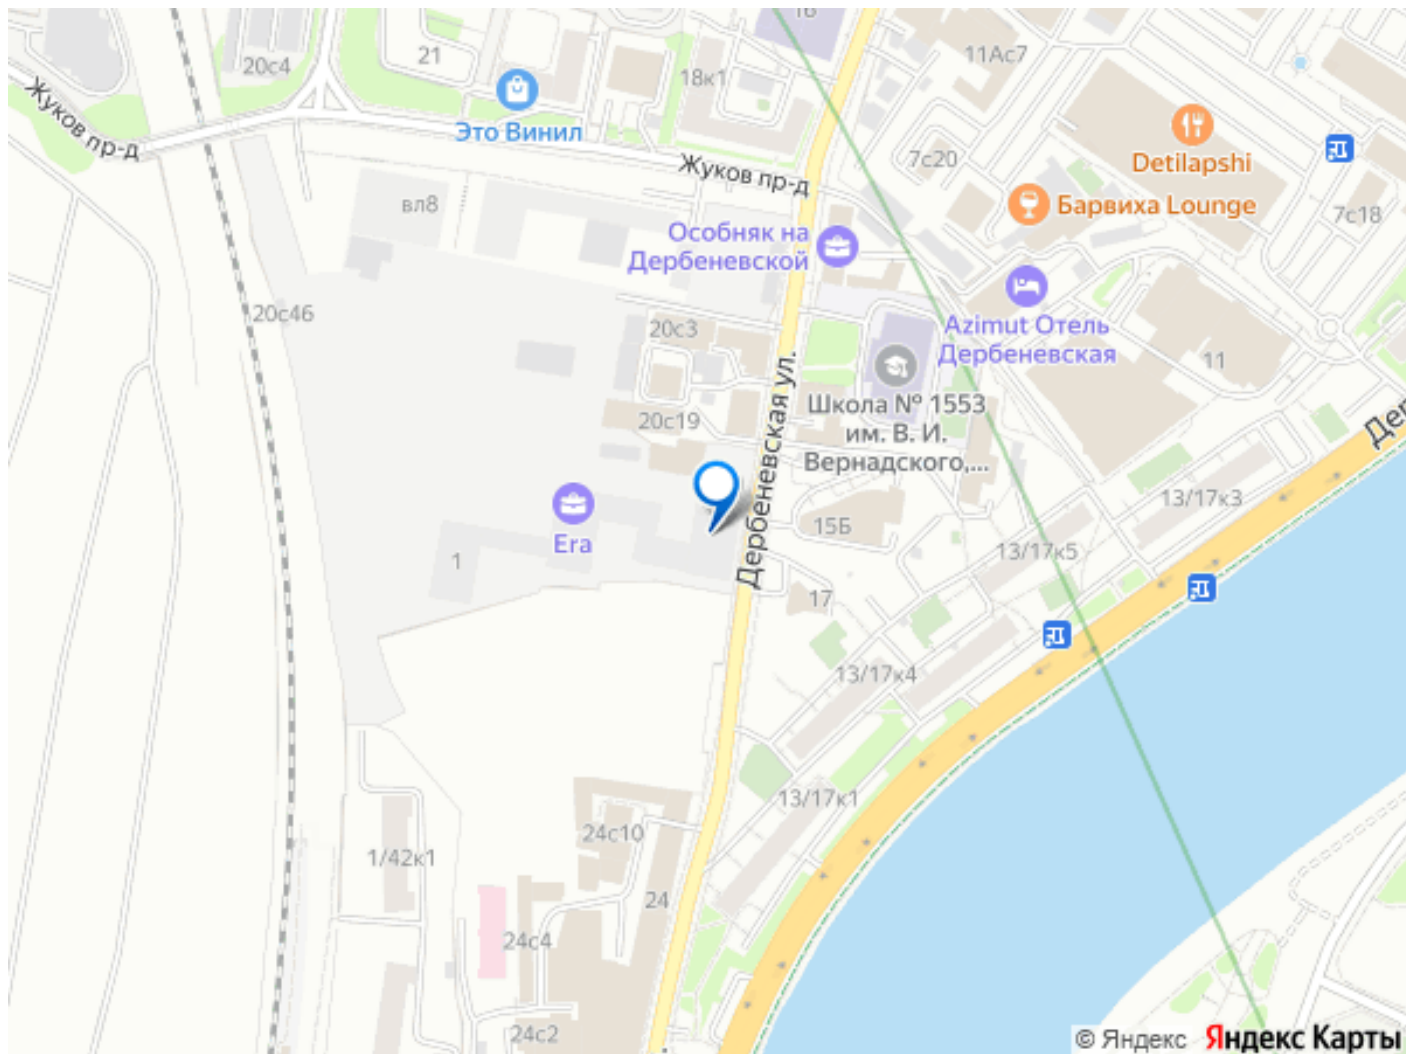 16
21
20с4
11Ас7
18к1
Жуков пр-д
Это Винил
Detilapshi
7с20
Жуков пр-д
вл8
Барвиха Lounge
7с18
Особняк на
Дербеневской
20с46
20с3
Azimut Отель
Дербеневская
11
Дербеневская ул.
Школа № 1553
им. В. И.
Вернадского,...
20с19
Дер
13/17к3
15Б
Era
13/17к5
1
17
13/17к4
13/17к1
24с10
1/42к1
24
24с4
24с2
© Яндекс Яндекс Карты